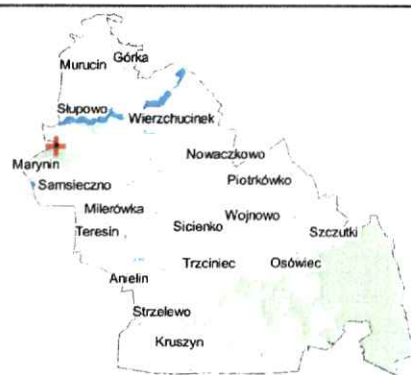 Górka
Murucin
Słupowo
Wierzchucinek
Nowaczkowo
Marynin
Piotrkówko
Samsieczno
Milerówka
Wojnowo
Sicienko
Teresin
Szczutki
Trzciniec
Osówiec
Anielin
Strzelewo
Kruszyn